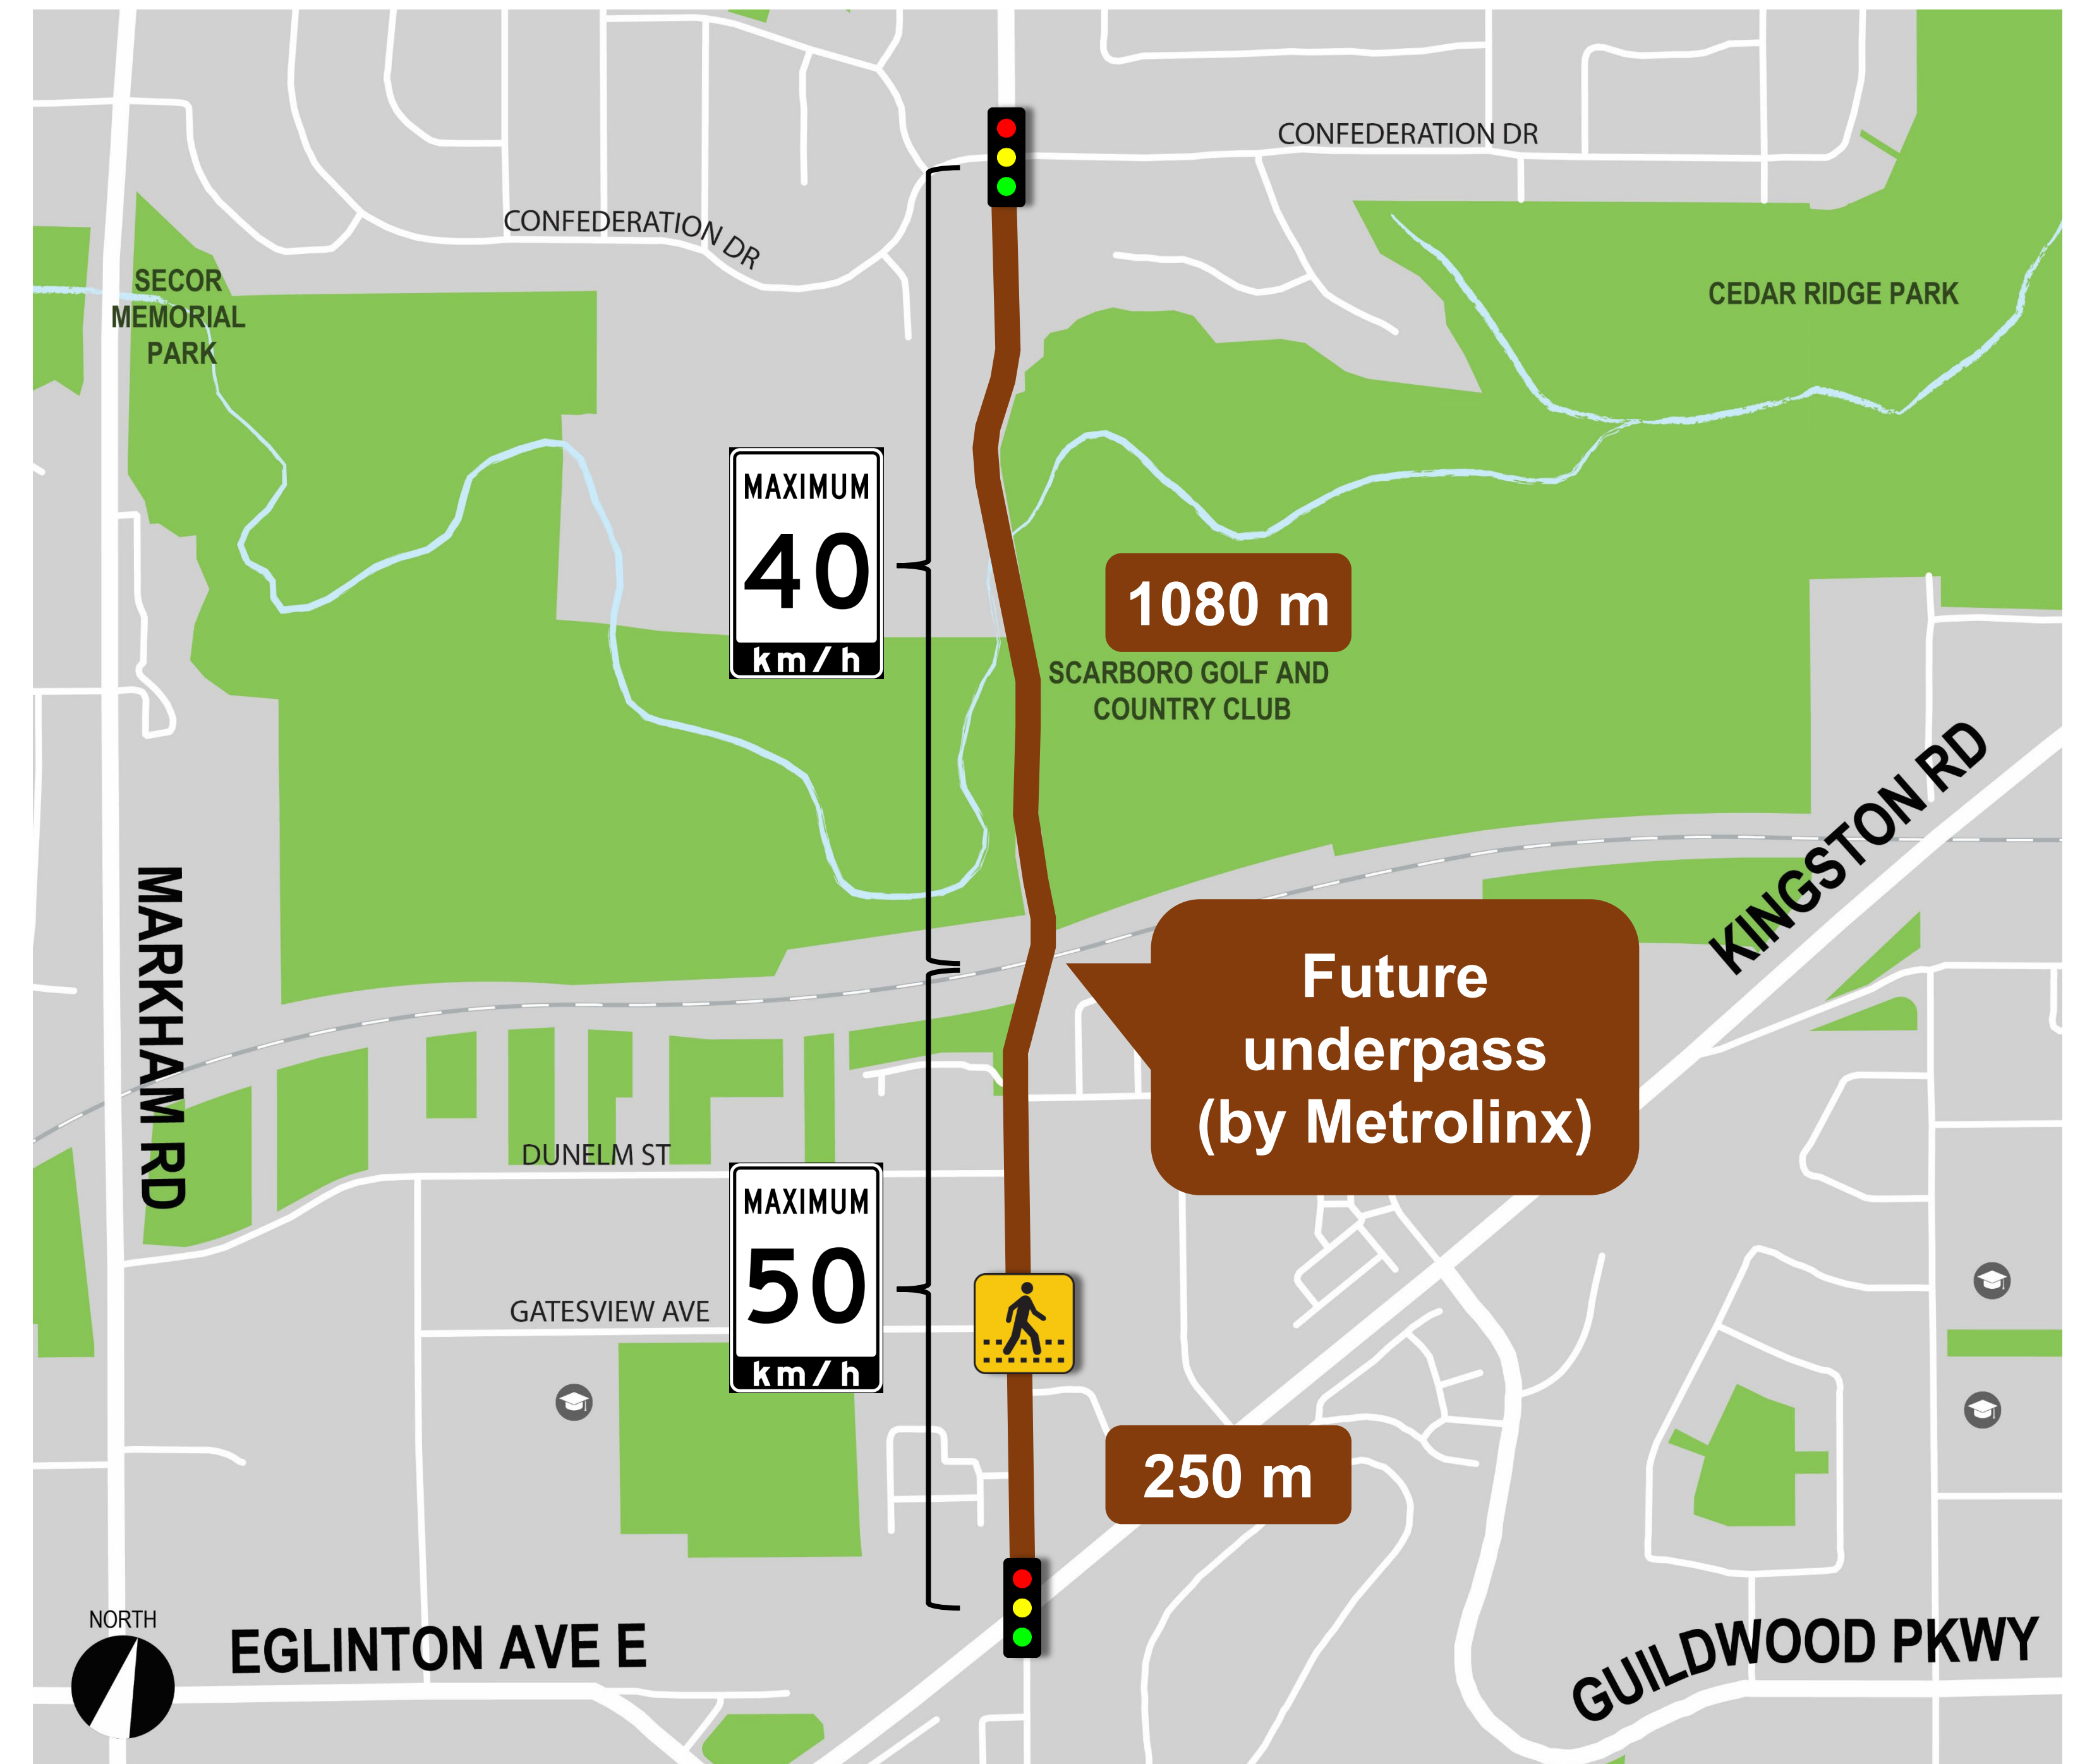 CONFEDERATION DR
CONFEDERATION DR
SECOR
MEMORIAL
PARK
CEDAR RIDGE PARK
MAXIMUM
40
km/h
1080 m
SCARBORO GOLF AND
COUNTRY CLUB
KINGSTON RD
MARKHAM RD
Future
underpass
(by Metrolinx)
DUNELM ST
MAXIMUM
50
km/h
GATESVIEW AVE
250 m
NORTH
EGLINTON AVE E
GUILDWOOD PKWY